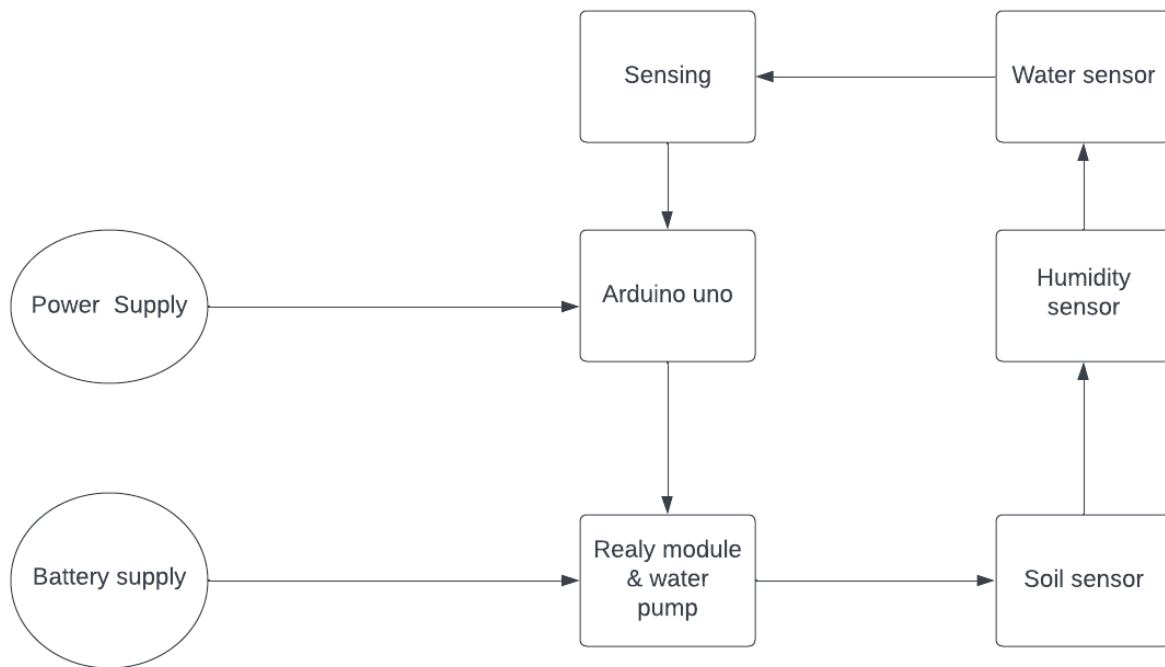 Sensing
Water sensor
Power  Supply
Arduino uno
Humidity
sensor
Battery supply
Realy module
& water
pump
Soil sensor